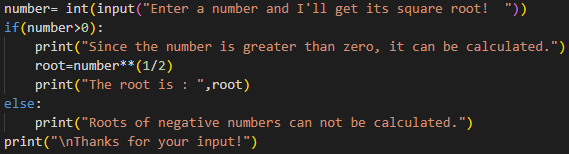 number= int(input("Enter a number and I'll get its square root!  "))
if(number>0):
    print("Since the number is greater than zero, it can be calculated.")
    root=number**(1/2)
    print("The root is : ",root)
else:
    print("Roots of negative numbers can not be calculated.")
print("\nThanks for your input!")